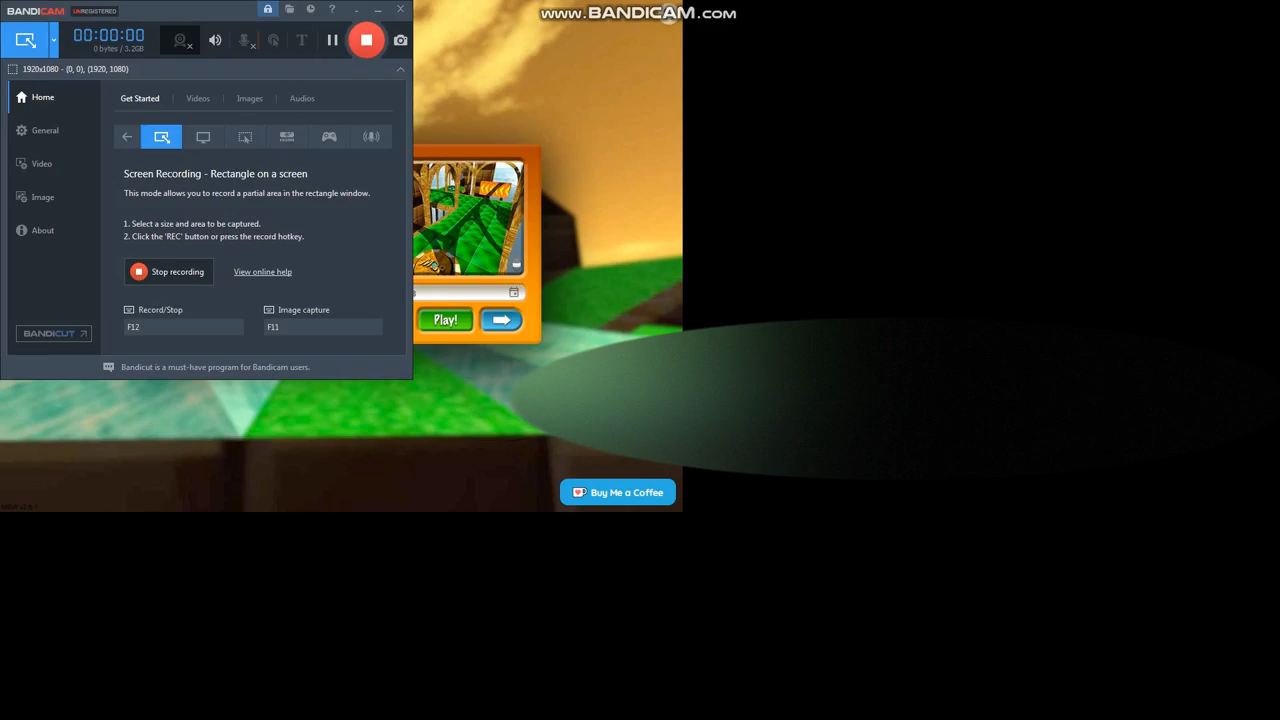 BANDICAM UNREGISTERED
www.BANDICAM.com
00:00:00
0 bytes / 3.2GB
1920x1080 - (0, 0), (1920, 1080)
Home
General
Video
Image
About
BANDICUT
Get Started Videos Images Audios
Screen Recording - Rectangle on a screen
This mode allows you to record a partial area in the rectangle window.
1. Select a size and area to be captured.
2. Click the 'REC' button or press the record hotkey.
Stop recording View online help
Record/Stop Image capture
F12 F11
Bandicut is a must-have program for Bandicam users.
Play!
Buy Me a Coffee